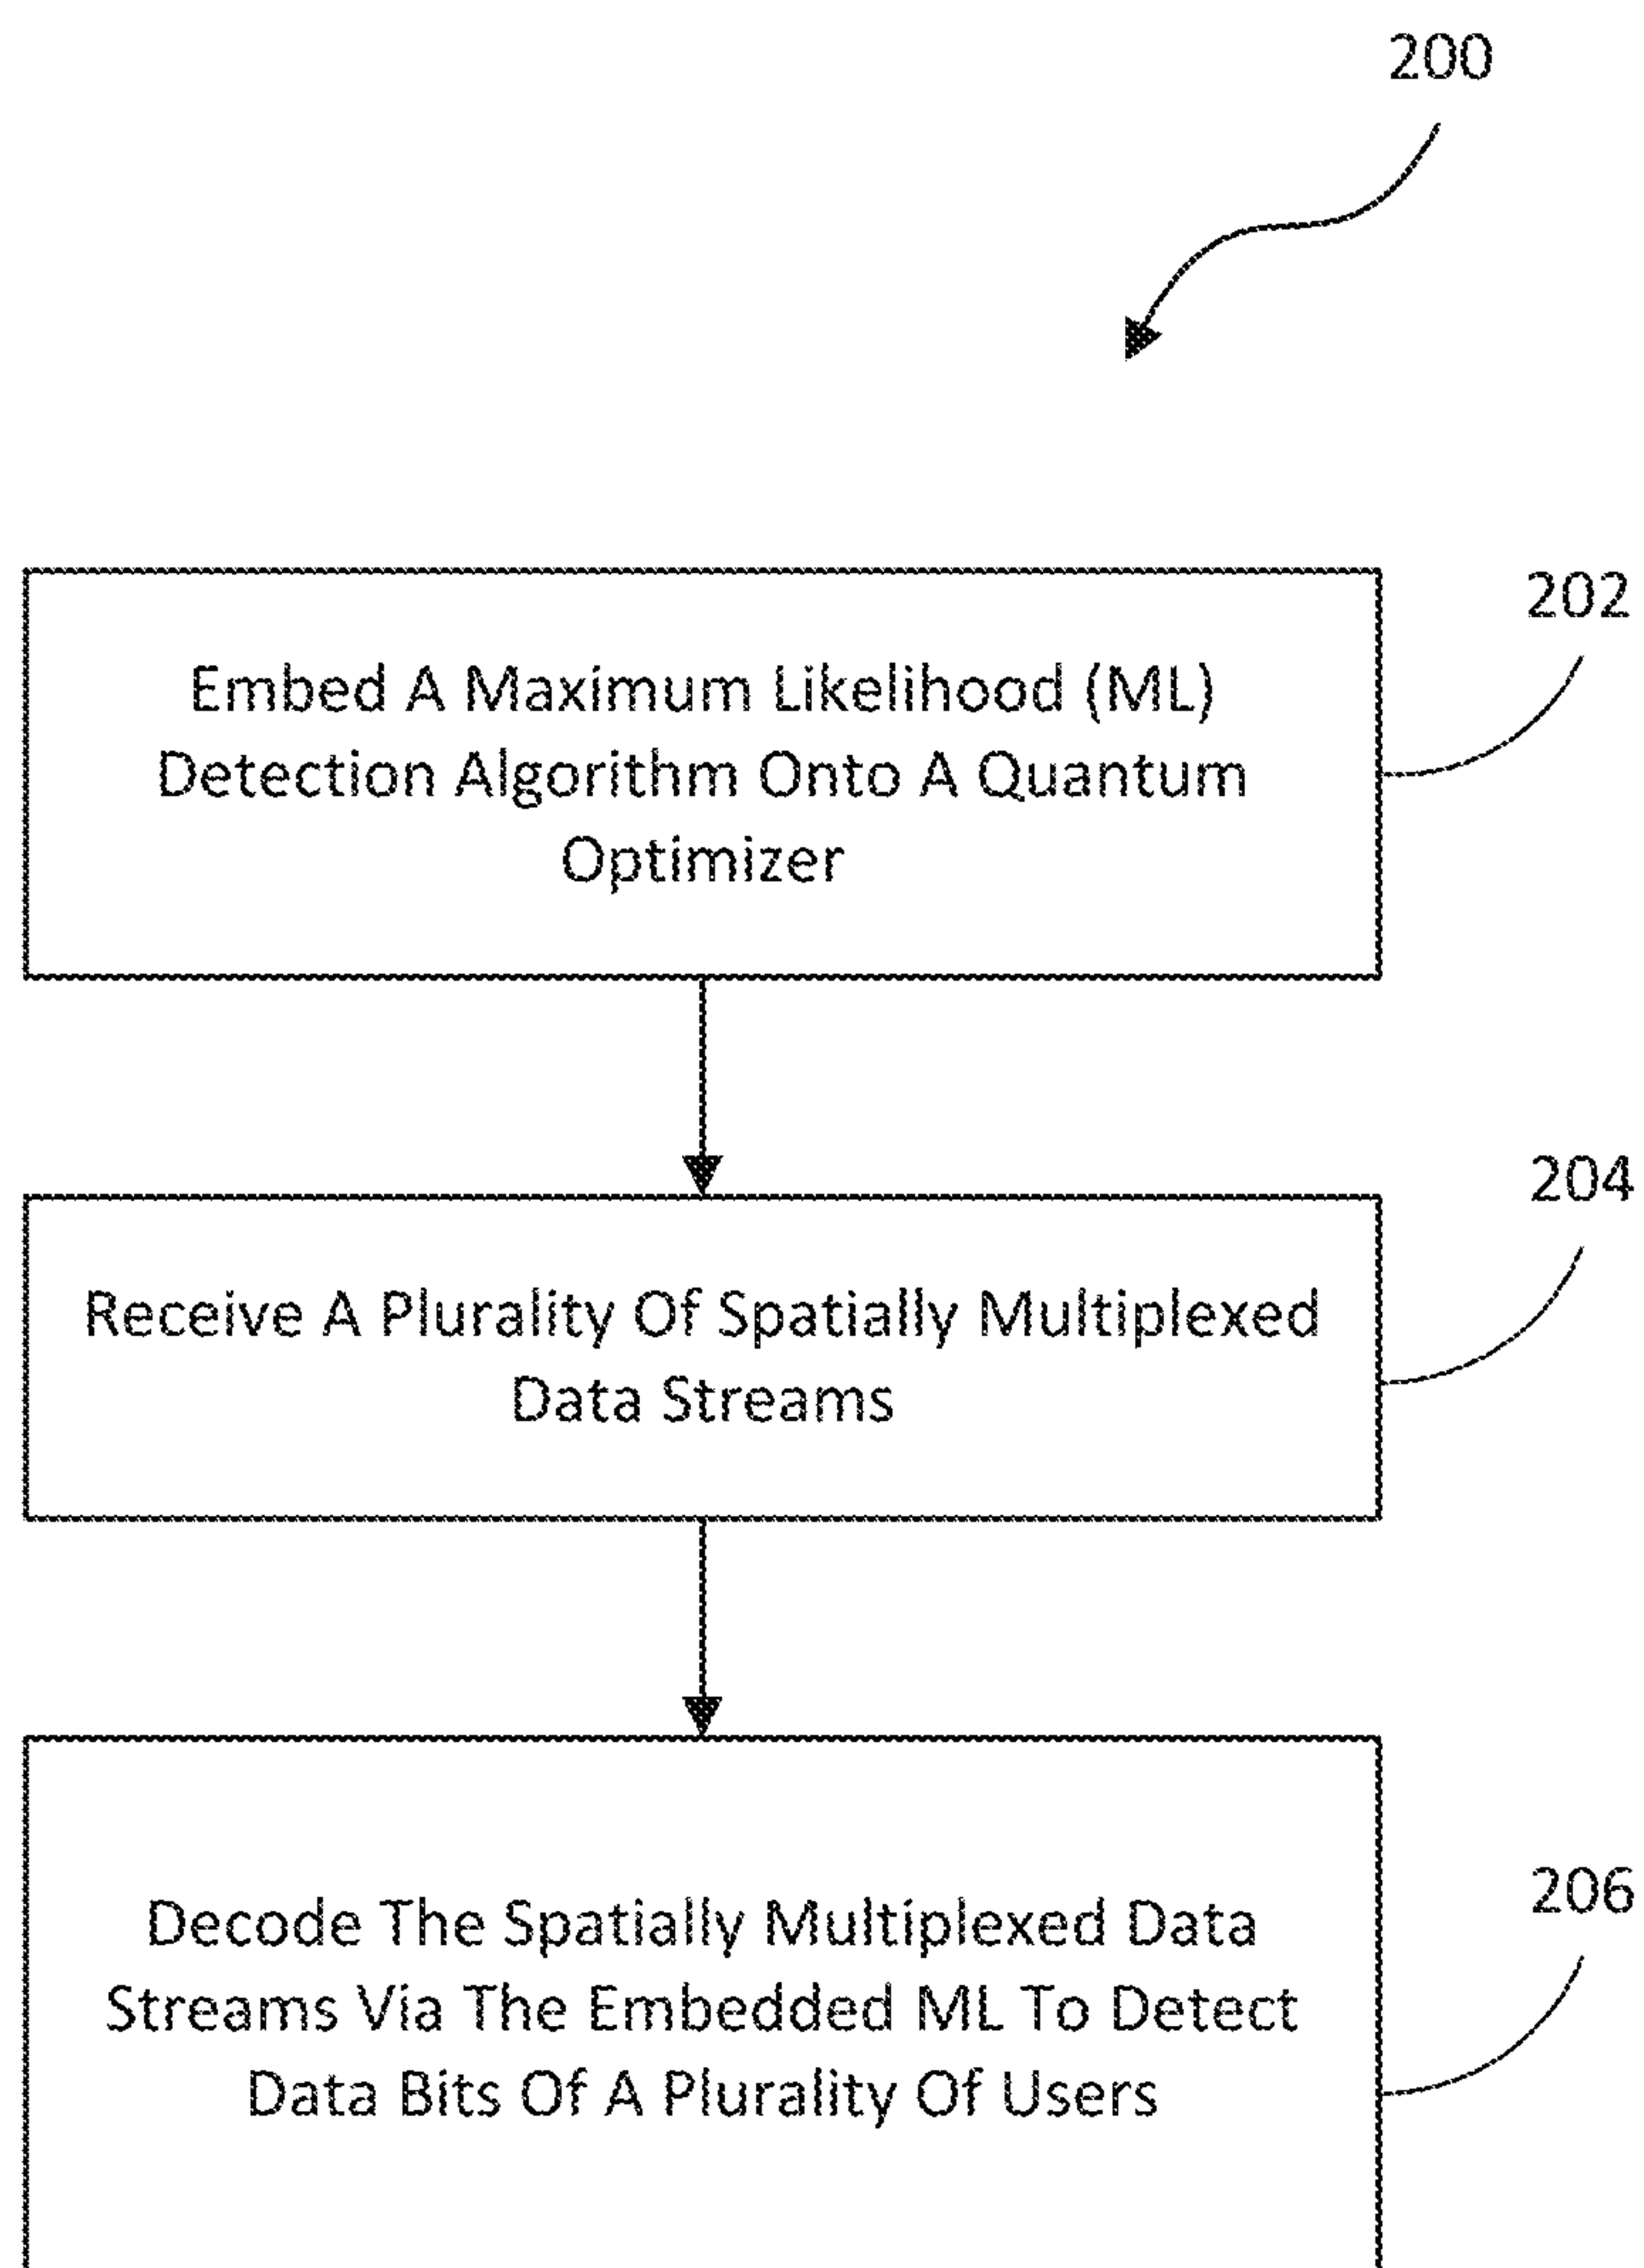 200
202
Embed A Maximum Likelihood (ML)
Detection Algorithm Onto A Quantum
Optimizer
204
Receive A Plurality Of Spatially Multiplexed
Data Streams
206
Decode The Spatially Multiplexed Data
Streams Via The Embedded ML To Detect
Data Bits Of A Plurality Of Users